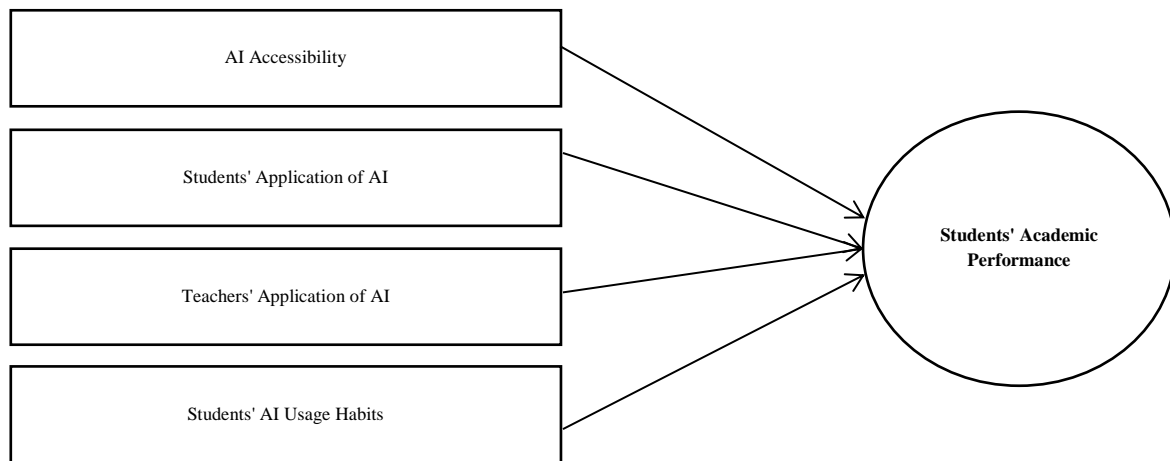 AI Accessibility
Students' Application of AI
Teachers' Application of AI
Students' AI Usage Habits
Students' Academic
Performance